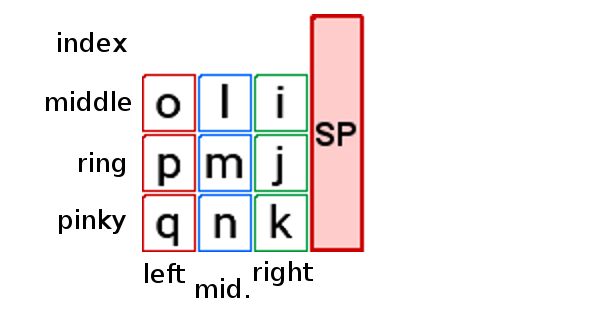 index
middle o l i SP
ring p m j
pinky q n k
left mid. right